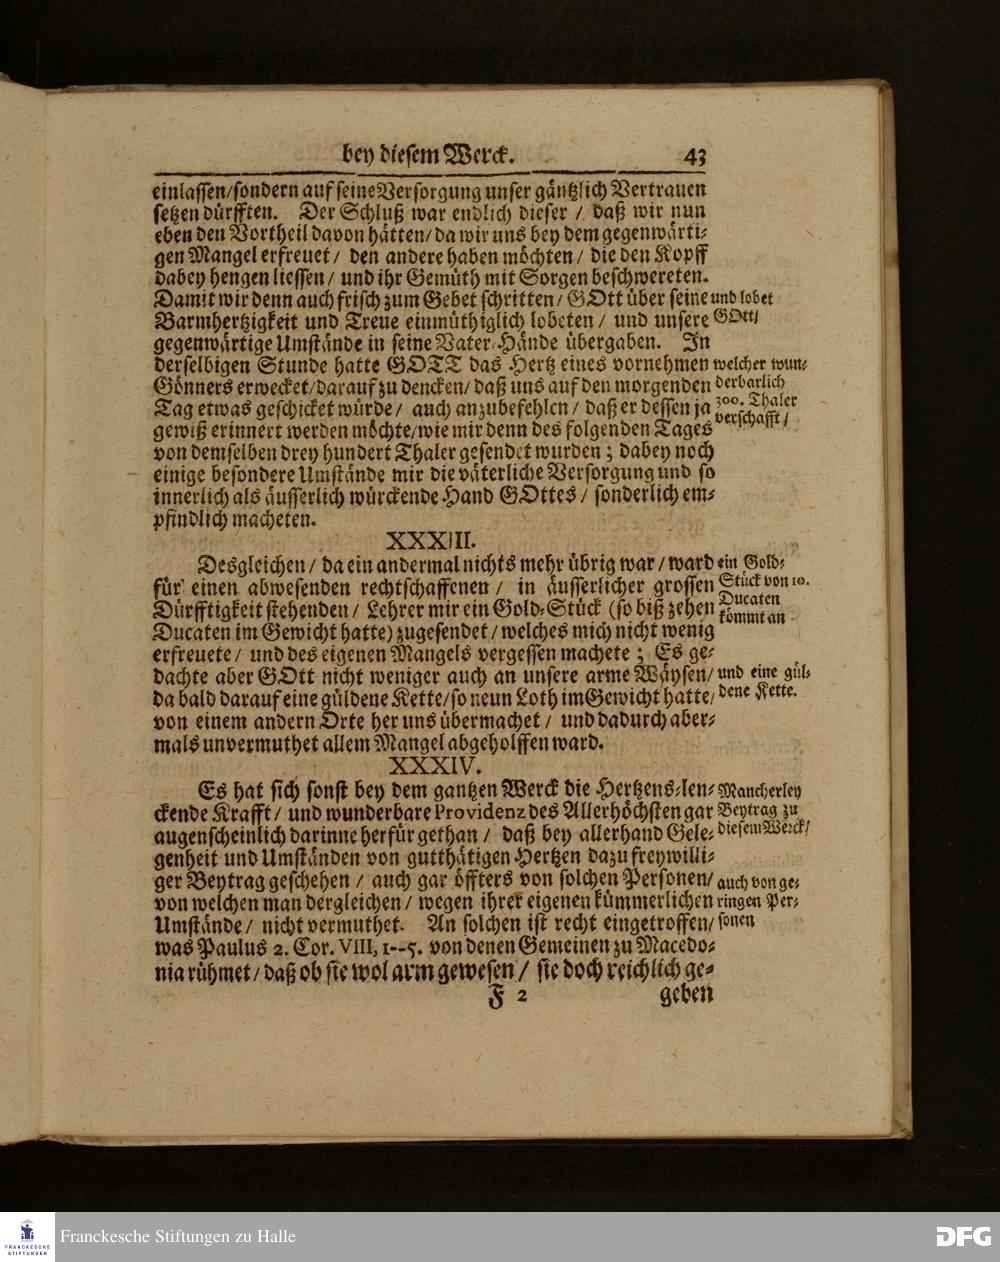 bey diesem Werck. 43
einlassen/sondern auf seine Versorgung unser gäntzlich Vertrauen
setzen dürfften. Der Schluß war endlich dieser / daß wir nun
eben den Vortheil davon hätten/ da wir uns bey dem gegenwärti-
gen Mangel erfreuet / den andere haben möchten / die den Kopff
dabey hengen liessen / und ihr Gemüth mit Sorgen beschwereten.
Damit wir denn auch frisch zum Gebet schritten/ GOtt über seine
Barmhertzigkeit und Treue einmüthiglich lobeten / und unsere
gegenwärtige Umstände in seine Vater-Hände übergaben. In
derselbigen Stunde hatte GOTT das Hertz eines vornehmen
Gönners erwecket/darauf zu dencken/ daß uns auf den morgenden
Tag etwas geschicket würde / auch anzubefehlen / daß er dessen ja
gewiß erinnert werden möchte/wie mir denn des folgenden Tages
von demselben drey hundert Thaler gesendet wurden ; dabey noch
einige besondere Umstände mir die väterliche Versorgung und so
innerlich als äusserlich würckende Hand GOttes / sonderlich em-
pfindlich macheten.
und lobet
GOtt/
welcher wun-
derbarlich
300. Thaler
verschafft /
XXXIII.
Desgleichen / da ein andermal nichts mehr übrig war / ward
für einen abwesenden rechtschaffenen / in äusserlicher grossen
Dürfftigkeit stehenden / Lehrer mir ein Gold-Stück (so biß zehen
Ducaten im Gewicht hatte) zugesendet / welches mich nicht wenig
erfreuete / und des eigenen Mangels vergessen machete ; Es ge-
dachte aber GOtt nicht weniger auch an unsere arme Wäysen/
da bald darauf eine güldene Kette/so neun Loth im Gewicht hatte/
von einem andern Orte her uns übermachet / und dadurch aber-
mals unvermuthet allem Mangel abgeholffen ward.
ein Gold-
Stück von 10.
Ducaten
kömmt an
und eine gül-
dene Kette.
XXXIV.
Es hat sich sonst bey dem gantzen Werck die Hertzens-len-
ckende Krafft / und wunderbare Providenz des Allerhöchsten gar
augenscheinlich darinne herfür gethan / daß bey allerhand Gele-
genheit und Umständen von gutthätigen Hertzen dazu freywilli-
ger Beytrag geschehen / auch gar öffters von solchen Personen/
von welchen man dergleichen / wegen ihrer eigenen kümmerlichen
Umstände / nicht vermuthet. An solchen ist recht eingetroffen/
was Paulus 2. Cor. VIII, 1--5. von denen Gemeinen zu Macedo-
nia rühmet / daß ob sie wol arm gewesen / sie doch reichlich ge-
Mancherley
Beytrag zu
diesem Werck/
auch von ge-
ringen Per-
sonen
F 2 geben
Franckesche Stiftungen zu Halle
FRANCKESCHE
STIFTUNGEN
DFG